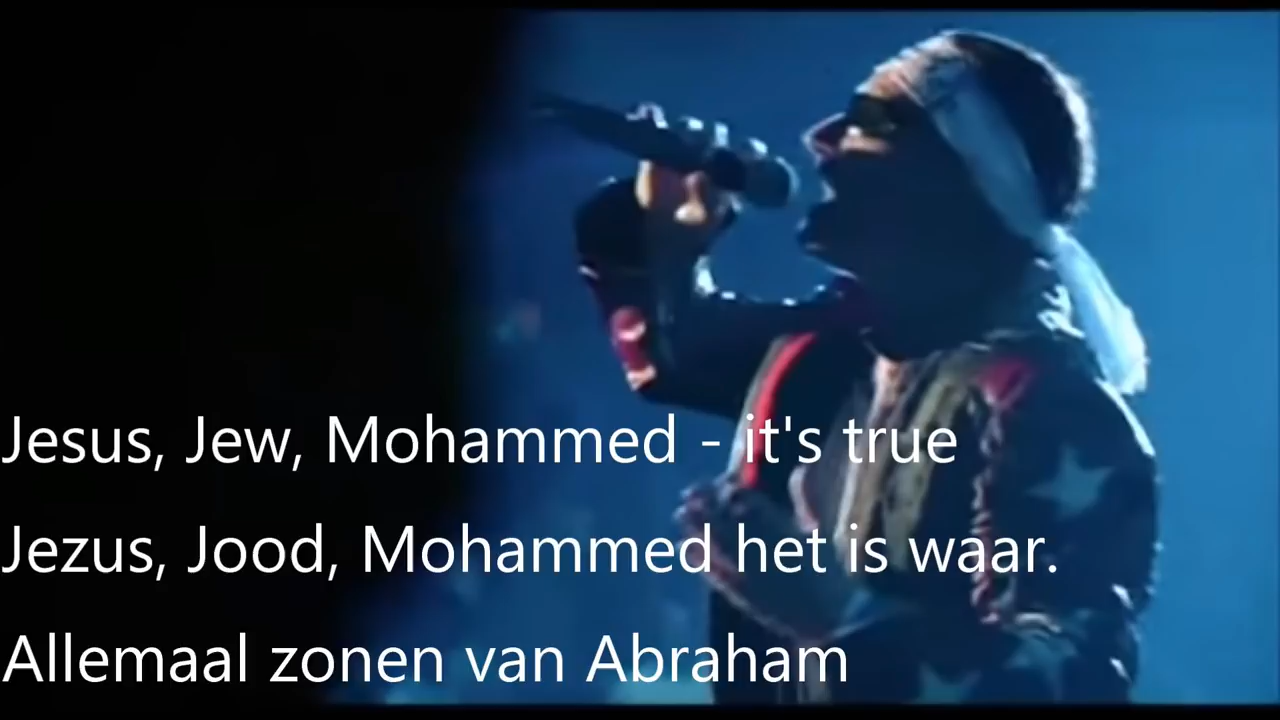 Jesus, Jew, Mohammed - it's true
Jezus, Jood, Mohammed het is waar.
Allemaal zonen van Abraham